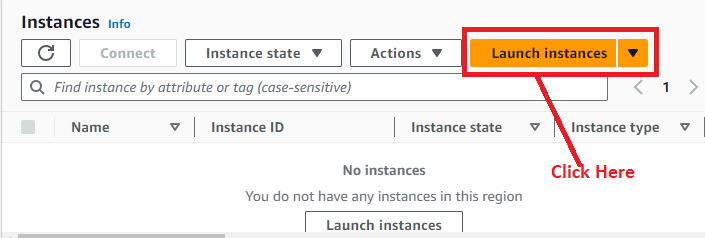 Instances Info
Connect Instance state Actions Launch instances
Find instance by attribute or tag (case-sensitive) 1
Name Instance ID Instance state Instance type
No instances
Click Here
You do not have any instances in this region
Launch instances